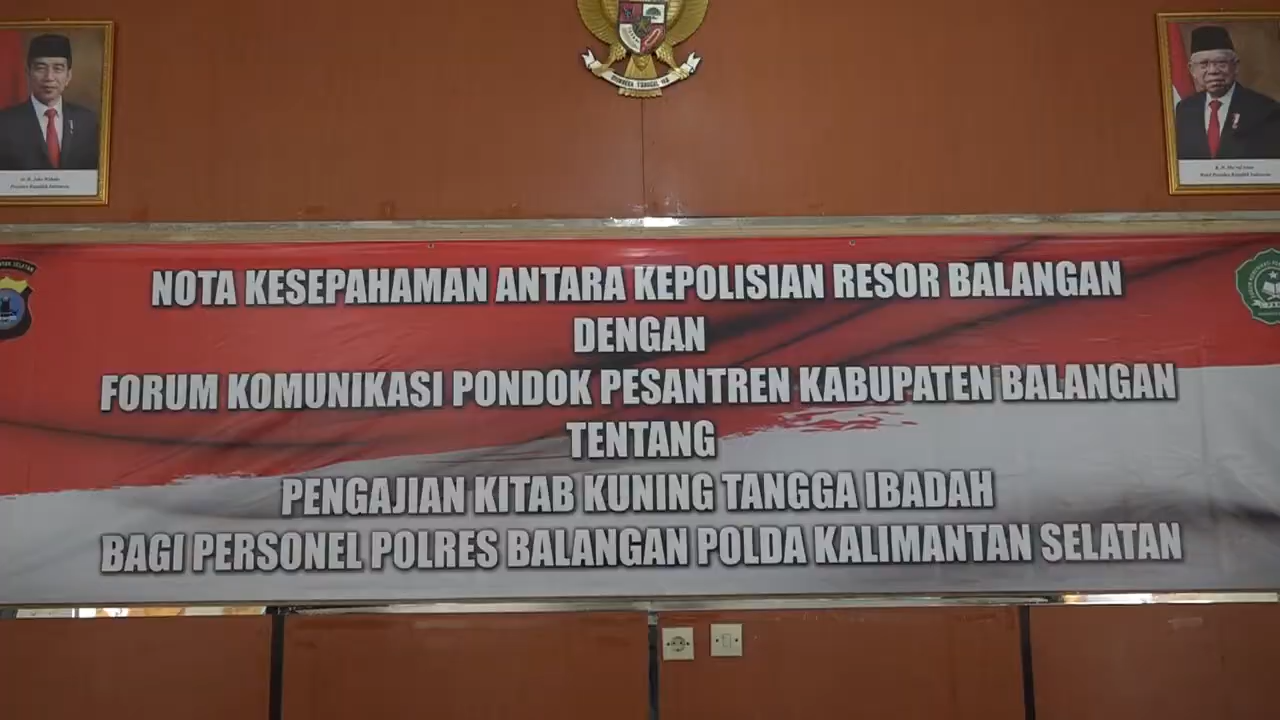 NOTA KESEPAHAMAN ANTARA KEPOLISIAN RESOR BALANGAN
DENGAN
FORUM KOMUNIKASI PONDOK PESANTREN KABUPATEN BALANGAN
TENTANG
PENGAJIAN KITAB KUNING TANGGA IBADAH
BAGI PERSONEL POLRES BALANGAN POLDA KALIMANTAN SELATAN